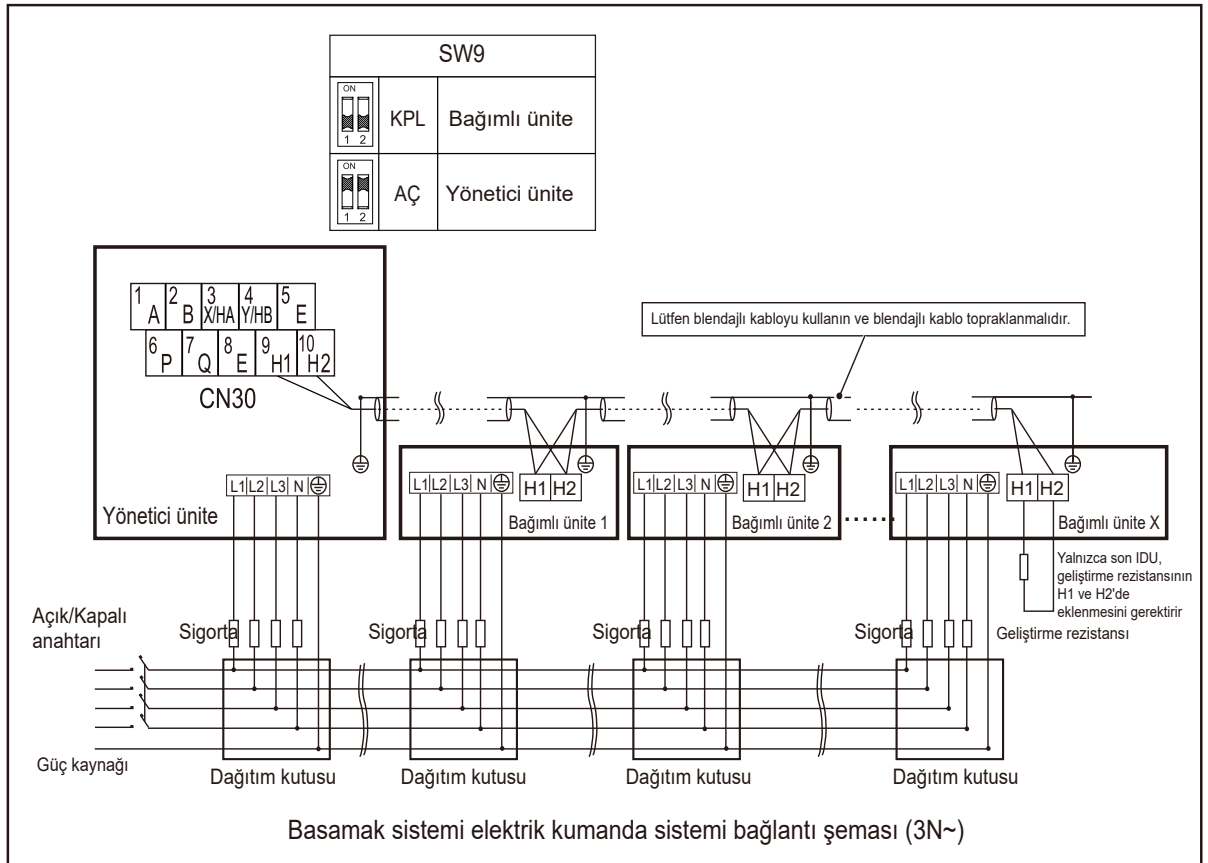 SW9
ON
1 2
KPL
Bağımlı ünite
ON
1 2
AÇ
Yönetici ünite
1 A
2 B
3 X/HA
4 Y/HB
5 E
6 P
7 Q
8 E
9 H1
10 H2
CN30
Lütfen blendajlı kabloyu kullanın ve blendajlı kablo topraklanmalıdır.
L1 L2 L3 N
Yönetici ünite
L1 L2 L3 N
H1 H2
Bağımlı ünite 1
L1 L2 L3 N
H1 H2
Bağımlı ünite 2
L1 L2 L3 N
H1 H2
Bağımlı ünite X
Yalnızca son IDU,
geliştirme rezistansının
H1 ve H2'de
eklenmesini gerektirir
Geliştirme rezistansı
Açık/Kapalı
anahtarı
Sigorta
Sigorta
Sigorta
Sigorta
Güç kaynağı
Dağıtım kutusu
Dağıtım kutusu
Dağıtım kutusu
Dağıtım kutusu
Basamak sistemi elektrik kumanda sistemi bağlantı şeması (3N~)